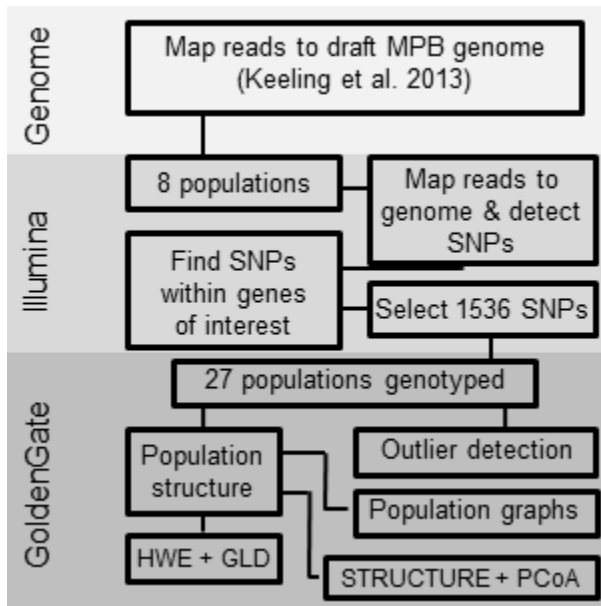 Genome
Map reads to draft MPB genome
(Keeling et al. 2013)
Illumina
8 populations
Map reads to
genome & detect
SNPs
Find SNPs
within genes
of interest
Select 1536 SNPs
GoldenGate
27 populations genotyped
Population
structure
Outlier detection
Population graphs
HWE + GLD
STRUCTURE + PCoA